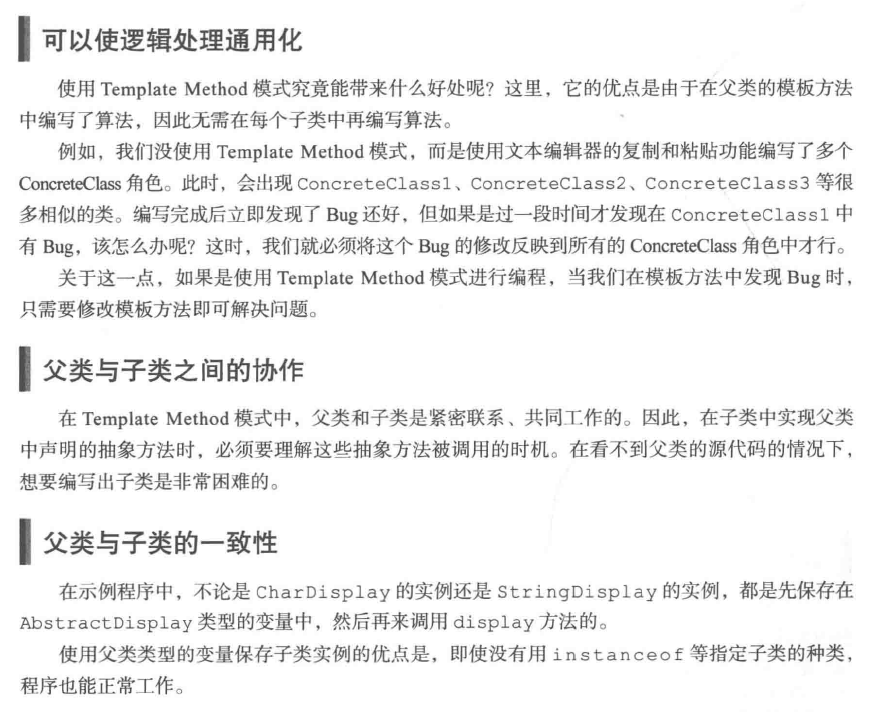 可以使逻辑处理通用化
使用 Template Method 模式究竟能带来什么好处呢？这里，它的优点是由于在父类的模板方法
中编写了算法，因此无需在每个子类中再编写算法。
例如，我们没使用 Template Method 模式，而是使用文本编辑器的复制和粘贴功能编写了多个
ConcreteClass 角色。此时，会出现 ConcreteClass1、ConcreteClass2、ConcreteClass3 等很
多相似的类。编写完成后立即发现了 Bug 还好，但如果是过一段时间才发现在 ConcreteClass1 中
有 Bug，该怎么办呢？这时，我们就必须将这个 Bug 的修改反映到所有的 ConcreteClass 角色中才行。
关于这一点，如果是使用 Template Method 模式进行编程，当我们在模板方法中发现 Bug 时，
只需要修改模板方法即可解决问题。
父类与子类之间的协作
在 Template Method 模式中，父类和子类是紧密联系、共同工作的。因此，在子类中实现父类
中声明的抽象方法时，必须要理解这些抽象方法被调用的时机。在看不到父类的源代码的情况下，
想要编写出子类是非常困难的。
父类与子类的一致性
在示例程序中，不论是 CharDisplay 的实例还是 StringDisplay 的实例，都是先保存在
AbstractDisplay 类型的变量中，然后再来调用 display 方法的。
使用父类类型的变量保存子类实例的优点是，即使没有用 instanceof 等指定子类的种类，
程序也能正常工作。